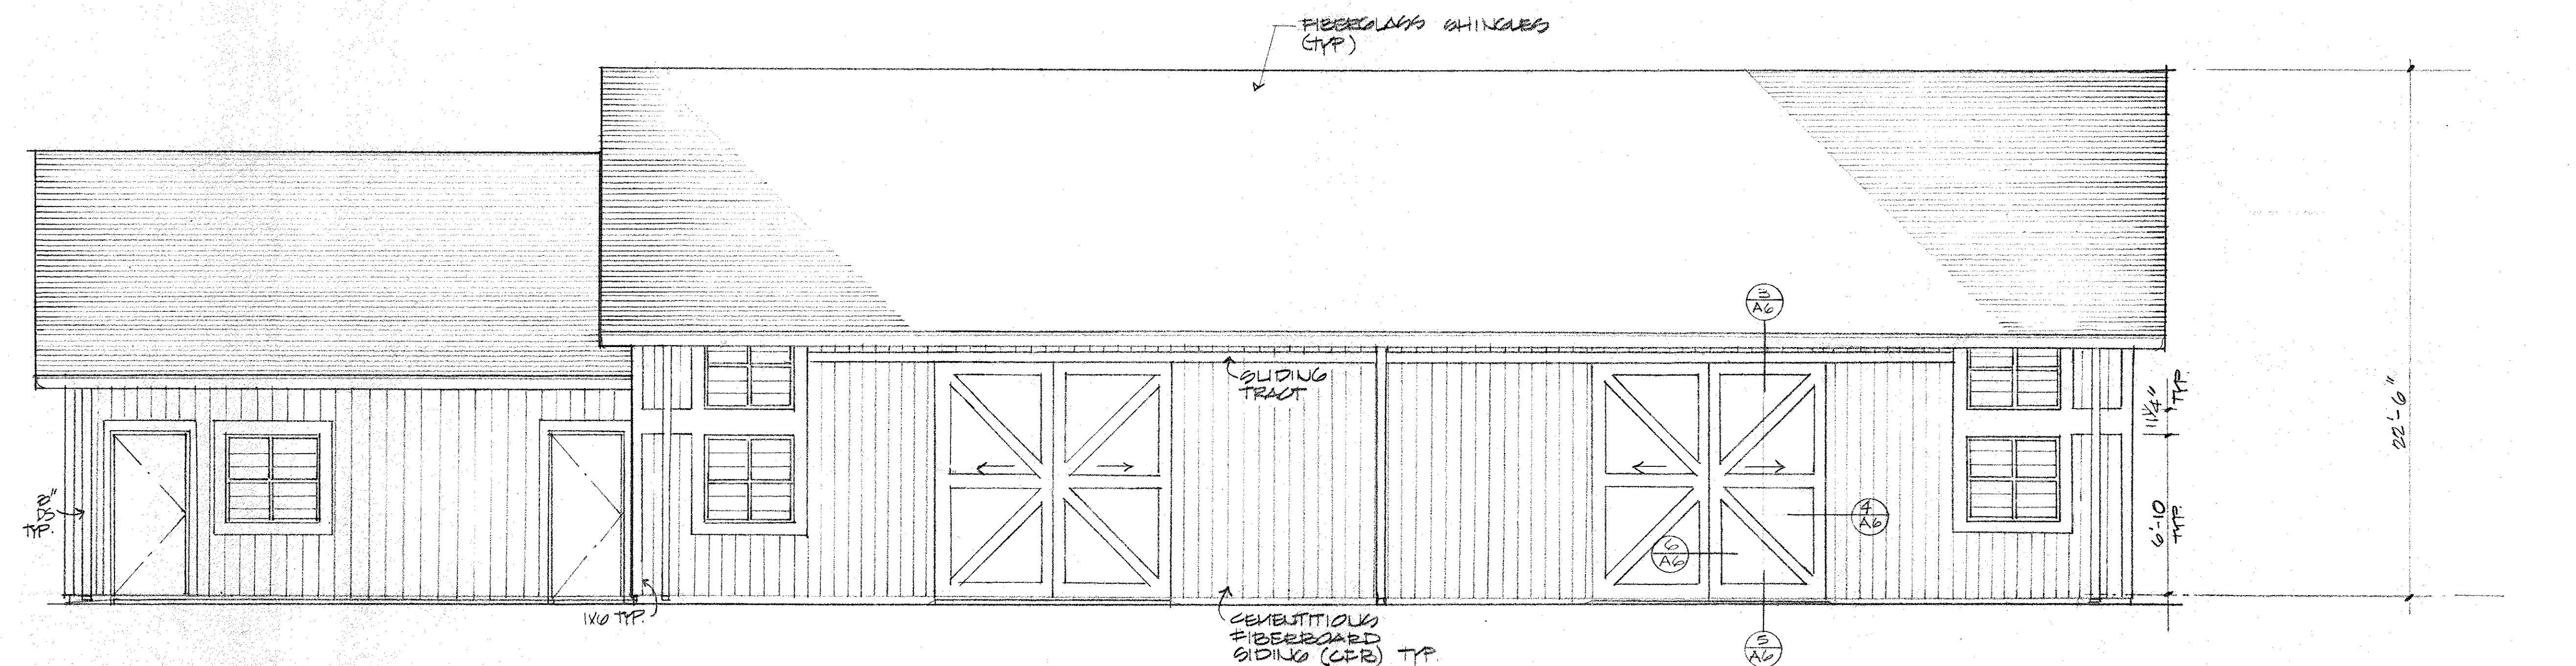 FIBERGLASS SHINGLES
(TYP)
3
A6
SLIDING
TRACT
11 1/4"
TYP.
22'-6"
3"
DS
TYP.
4
A6
6'-10
TYP.
6
A6
1X6 TYP.
CEMENTITIOUS
FIBERBOARD
SIDING (CFB) TYP.
5
A6